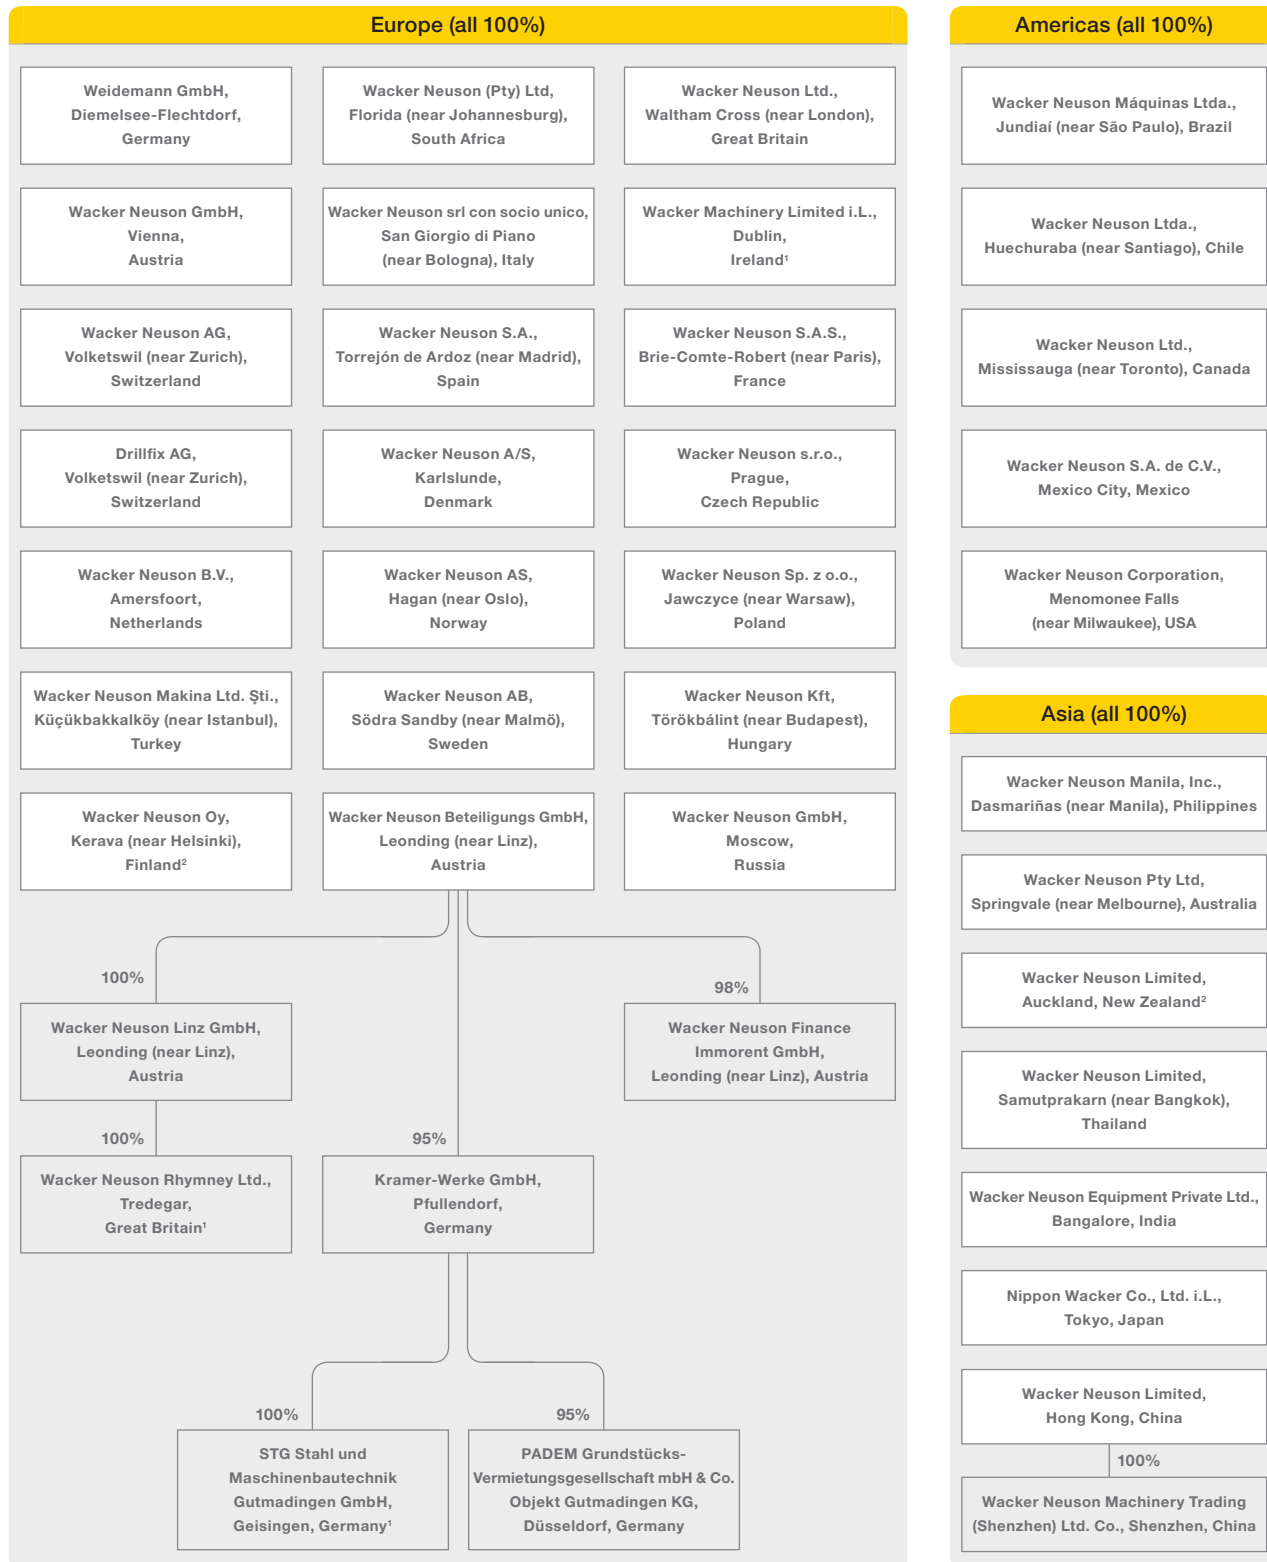 Europe (all 100%)
Weidemann GmbH,
Diemelsee-Flechtdorf,
Germany
Wacker Neuson (Pty) Ltd,
Florida (near Johannesburg),
South Africa
Wacker Neuson Ltd.,
Waltham Cross (near London),
Great Britain
Wacker Neuson GmbH,
Vienna,
Austria
Wacker Neuson srl con socio unico,
San Giorgio di Piano
(near Bologna), Italy
Wacker Machinery Limited i.L.,
Dublin,
Ireland¹
Wacker Neuson AG,
Volketswil (near Zurich),
Switzerland
Wacker Neuson S.A.,
Torrejón de Ardoz (near Madrid),
Spain
Wacker Neuson S.A.S.,
Brie-Comte-Robert (near Paris),
France
Drillfix AG,
Volketswil (near Zurich),
Switzerland
Wacker Neuson A/S,
Karlslunde,
Denmark
Wacker Neuson s.r.o.,
Prague,
Czech Republic
Wacker Neuson B.V.,
Amersfoort,
Netherlands
Wacker Neuson AS,
Hagan (near Oslo),
Norway
Wacker Neuson Sp. z o.o.,
Jawczyce (near Warsaw),
Poland
Wacker Neuson Makina Ltd. Şti.,
Küçükbakkalköy (near Istanbul),
Turkey
Wacker Neuson AB,
Södra Sandby (near Malmö),
Sweden
Wacker Neuson Kft,
Törökbálint (near Budapest),
Hungary
Wacker Neuson Oy,
Kerava (near Helsinki),
Finland²
Wacker Neuson Beteiligungs GmbH,
Leonding (near Linz),
Austria
Wacker Neuson GmbH,
Moscow,
Russia
100%
98%
Wacker Neuson Linz GmbH,
Leonding (near Linz),
Austria
Wacker Neuson Finance
Immorent GmbH,
Leonding (near Linz), Austria
100%
95%
Wacker Neuson Rhymney Ltd.,
Tredegar,
Great Britain¹
Kramer-Werke GmbH,
Pfullendorf,
Germany
100%
95%
STG Stahl und
Maschinenbautechnik
Gutmadingen GmbH,
Geisingen, Germany¹
PADEM Grundstücks-
Vermietungsgesellschaft mbH & Co.
Objekt Gutmadingen KG,
Düsseldorf, Germany
Americas (all 100%)
Wacker Neuson Máquinas Ltda.,
Jundiaí (near São Paulo), Brazil
Wacker Neuson Ltda.,
Huechuraba (near Santiago), Chile
Wacker Neuson Ltd.,
Mississauga (near Toronto), Canada
Wacker Neuson S.A. de C.V.,
Mexico City, Mexico
Wacker Neuson Corporation,
Menomonee Falls
(near Milwaukee), USA
Asia (all 100%)
Wacker Neuson Manila, Inc.,
Dasmariñas (near Manila), Philippines
Wacker Neuson Pty Ltd,
Springvale (near Melbourne), Australia
Wacker Neuson Limited,
Auckland, New Zealand²
Wacker Neuson Limited,
Samutprakarn (near Bangkok),
Thailand
Wacker Neuson Equipment Private Ltd.,
Bangalore, India
Nippon Wacker Co., Ltd. i.L.,
Tokyo, Japan
Wacker Neuson Limited,
Hong Kong, China
100%
Wacker Neuson Machinery Trading
(Shenzhen) Ltd. Co., Shenzhen, China